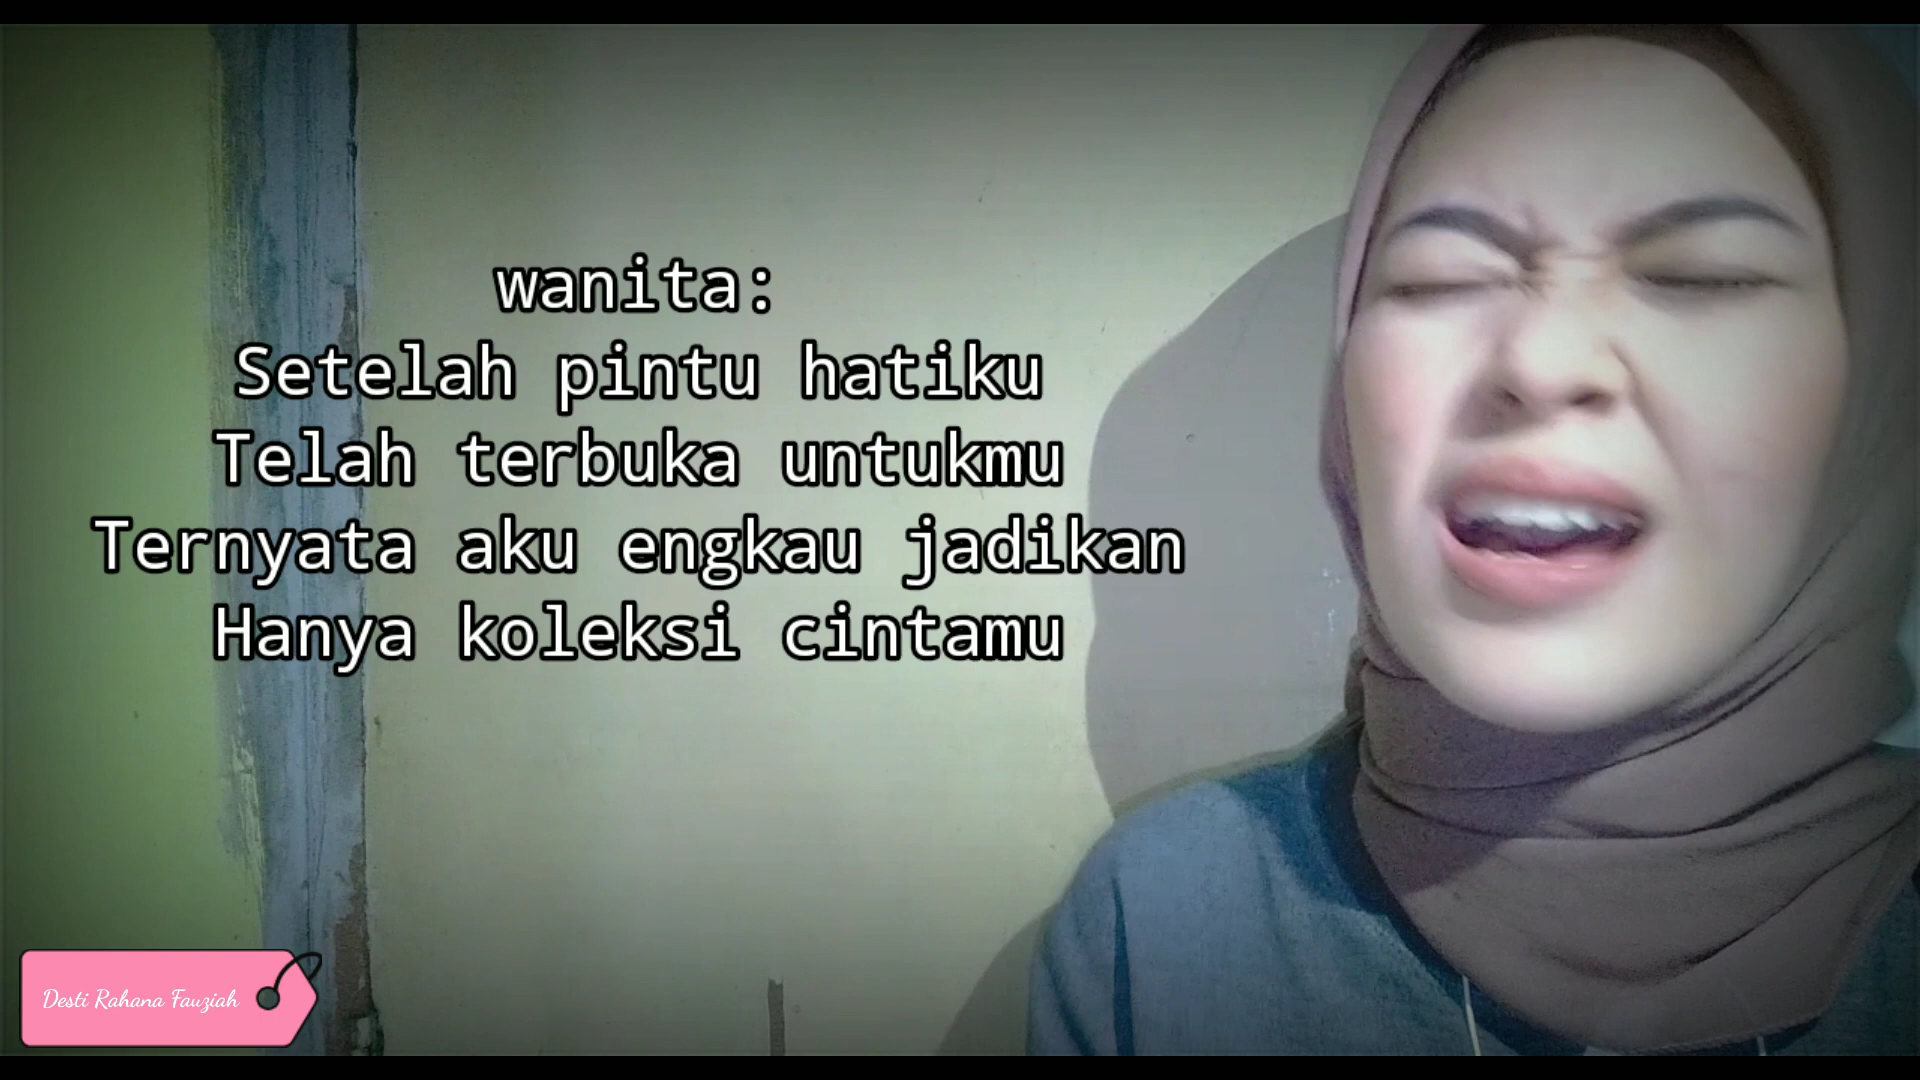 wanita:
Setelah pintu hatiku
Telah terbuka untukmu
Ternyata aku engkau jadikan
Hanya koleksi cintamu
Desti Rahana Fauziah